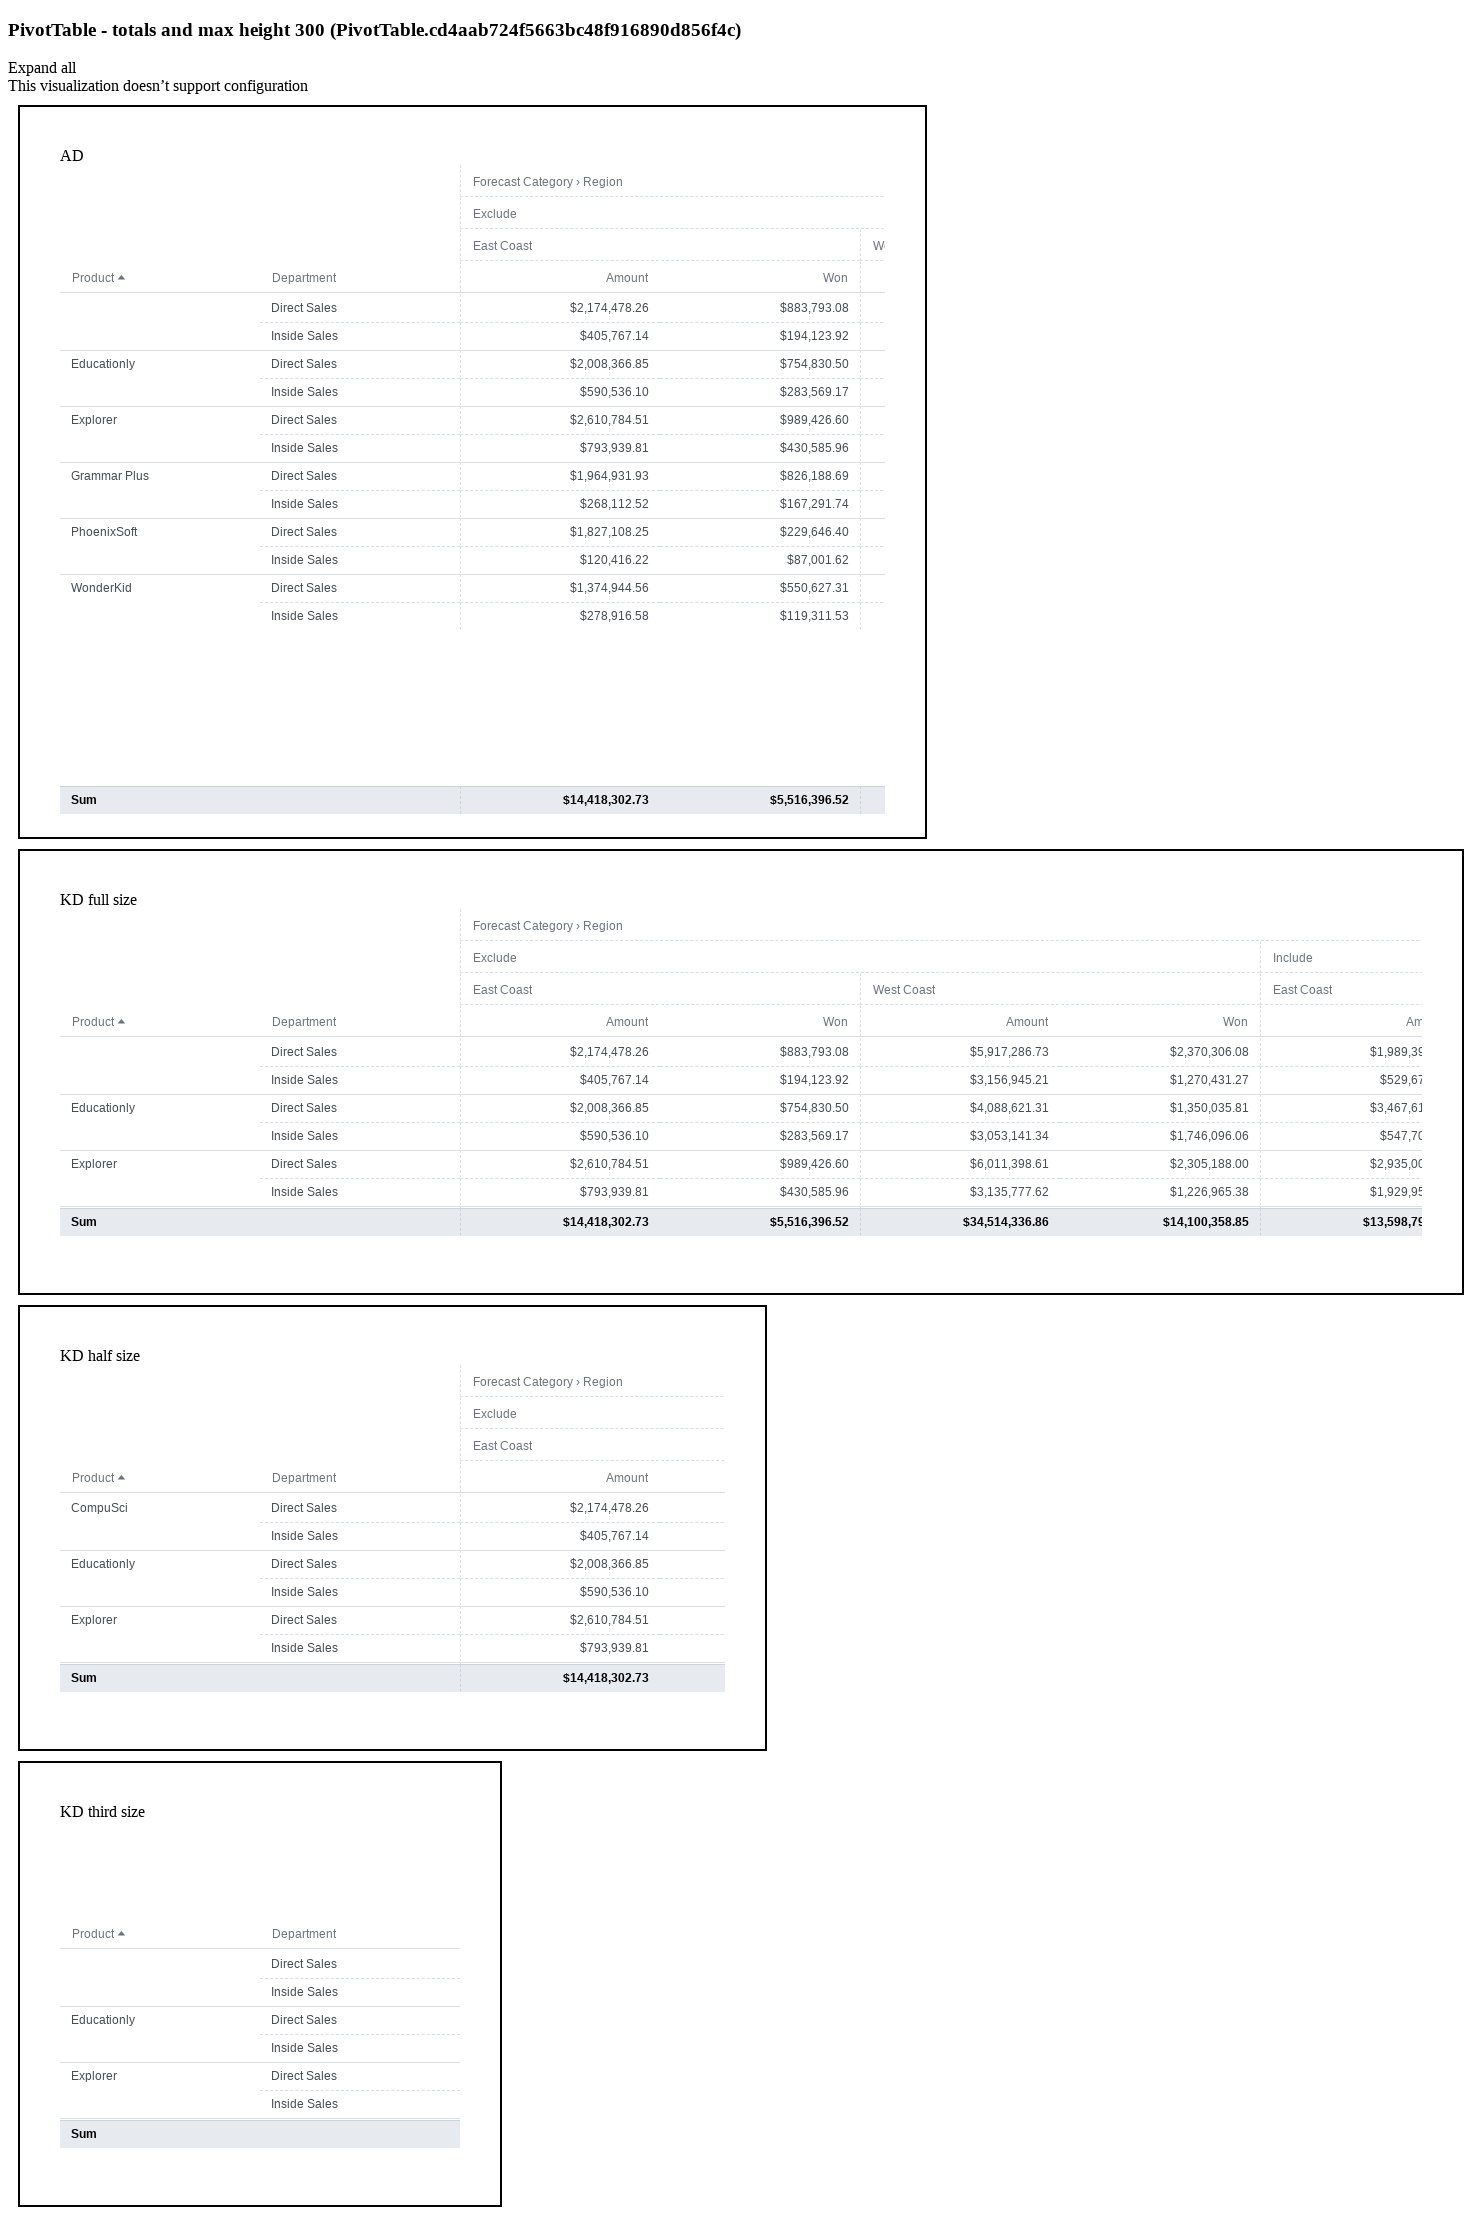 PivotTable - totals and max height 300 (PivotTable.cd4aab724f5663bc48f916890d856f4c)
Expand all
This visualization doesn’t support configuration
AD
Forecast Category › Region
Exclude
East Coast
Product Department Amount Won
Direct Sales $2,174,478.26 $883,793.08
Inside Sales $405,767.14 $194,123.92
Educationly Direct Sales $2,008,366.85 $754,830.50
Inside Sales $590,536.10 $283,569.17
Explorer Direct Sales $2,610,784.51 $989,426.60
Inside Sales $793,939.81 $430,585.96
Grammar Plus Direct Sales $1,964,931.93 $826,188.69
Inside Sales $268,112.52 $167,291.74
PhoenixSoft Direct Sales $1,827,108.25 $229,646.40
Inside Sales $120,416.22 $87,001.62
WonderKid Direct Sales $1,374,944.56 $550,627.31
Inside Sales $278,916.58 $119,311.53
Sum $14,418,302.73 $5,516,396.52
KD full size
Forecast Category › Region
Exclude Include
East Coast West Coast East Coast
Product Department Amount Won Amount Won Am
Direct Sales $2,174,478.26 $883,793.08 $5,917,286.73 $2,370,306.08 $1,989,39
Inside Sales $405,767.14 $194,123.92 $3,156,945.21 $1,270,431.27 $529,67
Educationly Direct Sales $2,008,366.85 $754,830.50 $4,088,621.31 $1,350,035.81 $3,467,61
Inside Sales $590,536.10 $283,569.17 $3,053,141.34 $1,746,096.06 $547,70
Explorer Direct Sales $2,610,784.51 $989,426.60 $6,011,398.61 $2,305,188.00 $2,935,00
Inside Sales $793,939.81 $430,585.96 $3,135,777.62 $1,226,965.38 $1,929,95
Sum $14,418,302.73 $5,516,396.52 $34,514,336.86 $14,100,358.85 $13,598,79
KD half size
Forecast Category › Region
Exclude
East Coast
Product Department Amount
CompuSci Direct Sales $2,174,478.26
Inside Sales $405,767.14
Educationly Direct Sales $2,008,366.85
Inside Sales $590,536.10
Explorer Direct Sales $2,610,784.51
Inside Sales $793,939.81
Sum $14,418,302.73
KD third size
Product Department
Direct Sales
Inside Sales
Educationly Direct Sales
Inside Sales
Explorer Direct Sales
Inside Sales
Sum